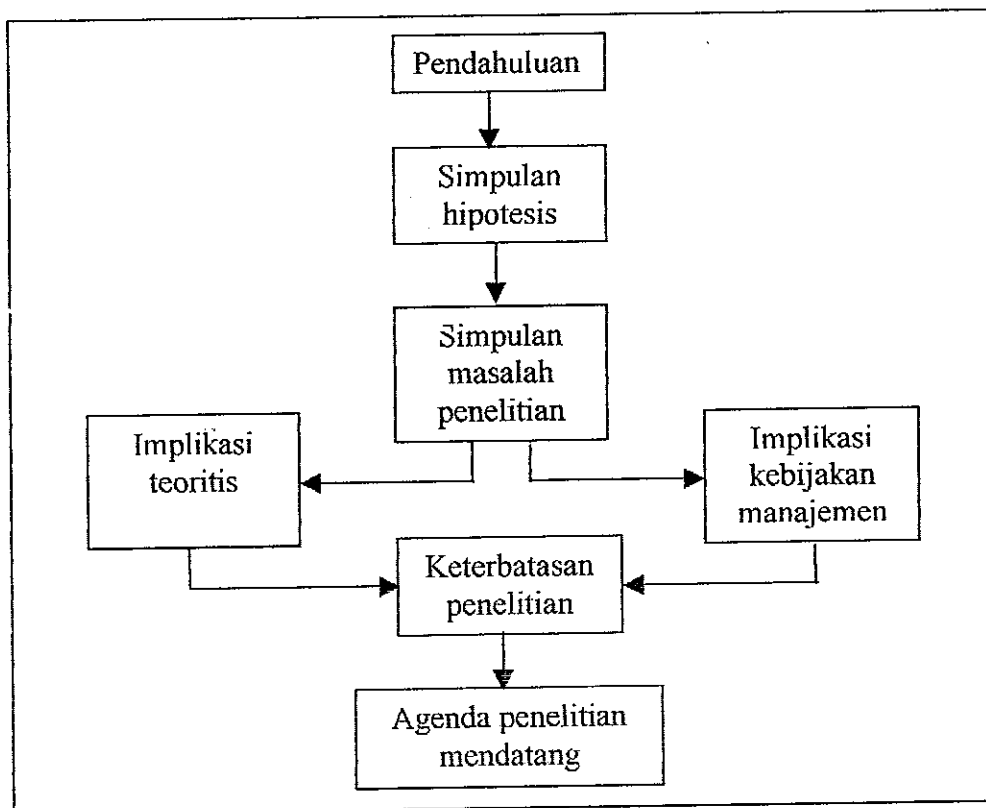 Pendahuluan
Simpulan
hipotesis
Simpulan
masalah
penelitian
Implikasi
teoritis
Implikasi
kebijakan
manajemen
Keterbatasan
penelitian
Agenda penelitian
mendatang